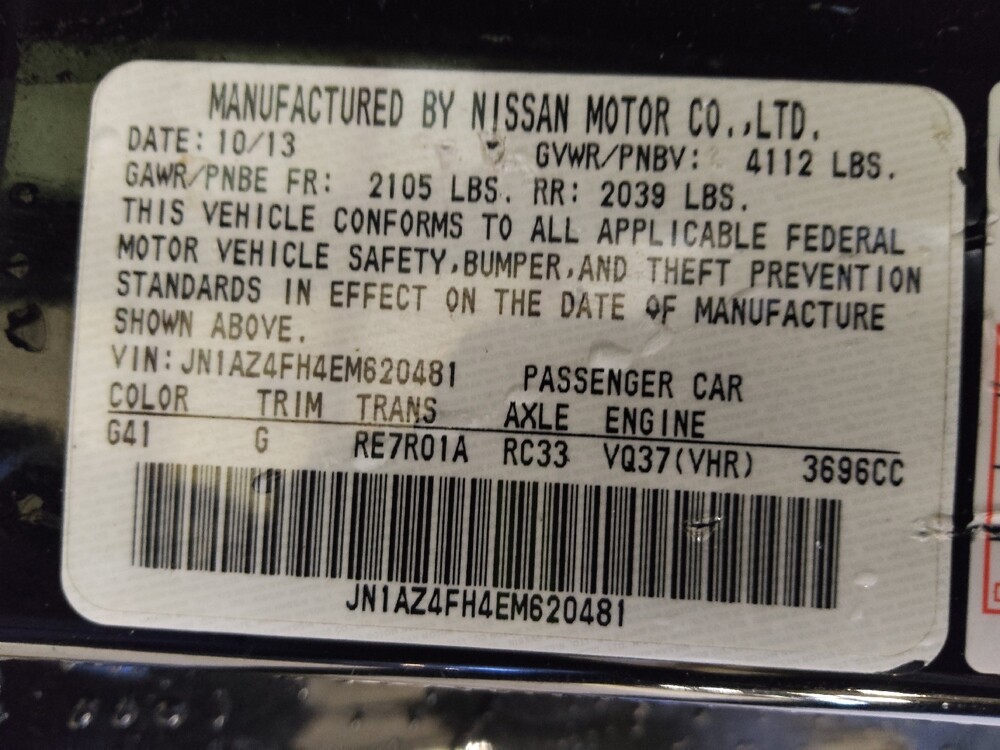 MANUFACTURED BY NISSAN MOTOR CO.,LTD.
DATE: 10/13 GVWR/PNBV: 4112 LBS.
GAWR/PNBE FR: 2105 LBS. RR: 2039 LBS.
THIS VEHICLE CONFORMS TO ALL APPLICABLE FEDERAL
MOTOR VEHICLE SAFETY,BUMPER,AND THEFT PREVENTION
STANDARDS IN EFFECT ON THE DATE OF MANUFACTURE
SHOWN ABOVE.
VIN: JN1AZ4FH4EM620481 PASSENGER CAR
COLOR TRIM TRANS AXLE ENGINE
G41 G RE7R01A RC33 VQ37(VHR) 3696CC
JN1AZ4FH4EM620481